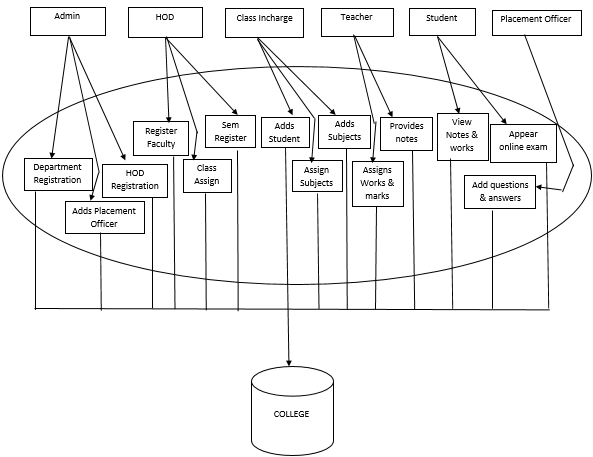 Admin
HOD
Class Incharge
Teacher
Student
Placement Officer
Register
Faculty
Sem
Register
Adds
Student
Adds
Subjects
Provides
notes
View
Notes &
works
Appear
online exam
Department
Registration
HOD
Registration
Class
Assign
Assign
Subjects
Assigns
Works &
marks
Add questions
& answers
Adds Placement
Officer
COLLEGE